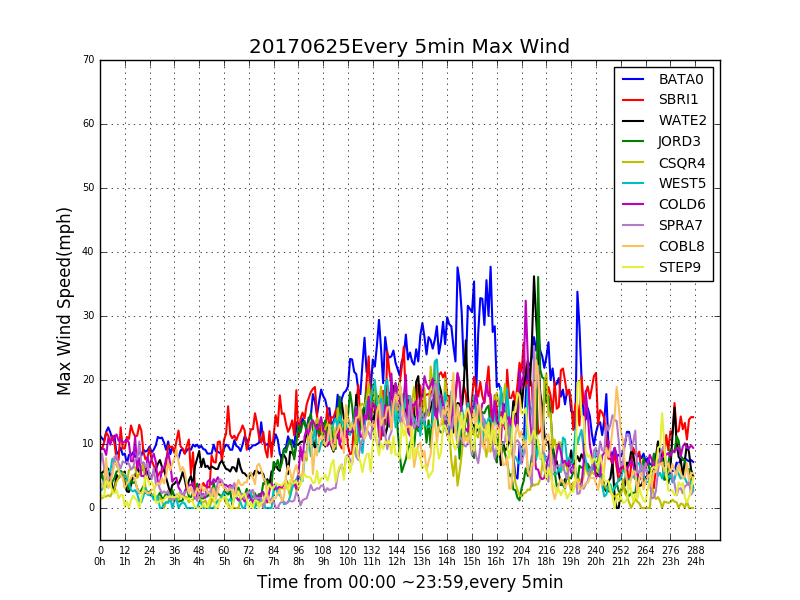 20170625Every 5min Max Wind
70
60
50
40
30
20
10
0
Max Wind Speed(mph)
BATA0
SBRI1
WATE2
JORD3
CSQR4
WEST5
COLD6
SPRA7
COBL8
STEP9
0 12 24 36 48 60 72 84 96 108 120 132 144 156 168 180 192 204 216 228 240 252 264 276 288
0h 1h 2h 3h 4h 5h 6h 7h 8h 9h 10h 11h 12h 13h 14h 15h 16h 17h 18h 19h 20h 21h 22h 23h 24h
Time from 00:00 ~23:59,every 5min